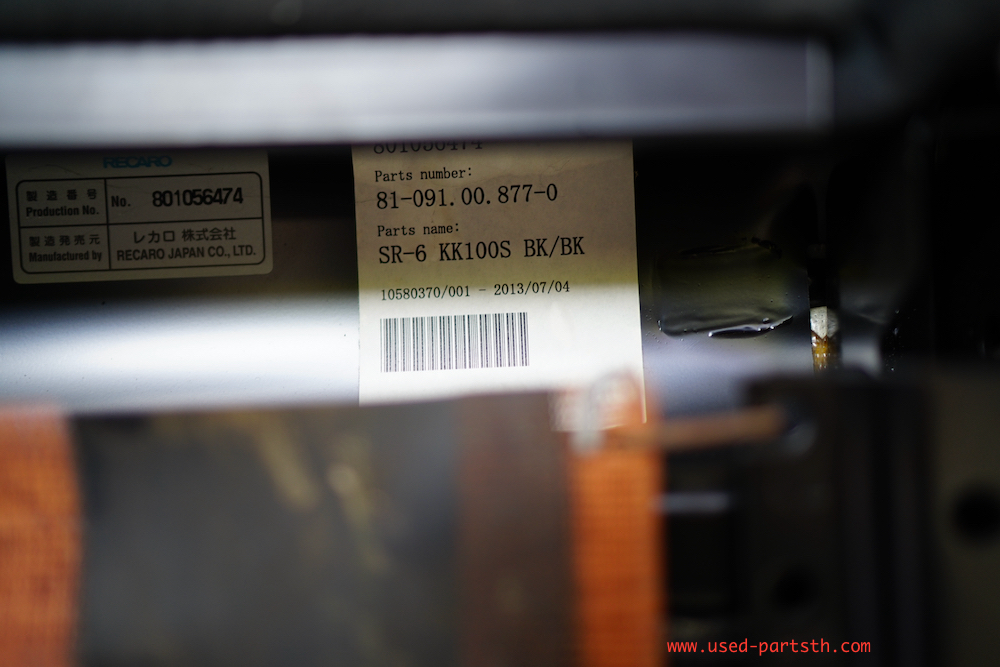 RECARO
製造番号
Production No.
No. 801056474
製造発売元
Manufactured by
レカロ 株式会社
RECARO JAPAN CO., LTD.
801056474
Parts number:
81-091.00.877-0
Parts name:
SR-6 KK100S BK/BK
10580370/001 - 2013/07/04
www.used-partsth.com